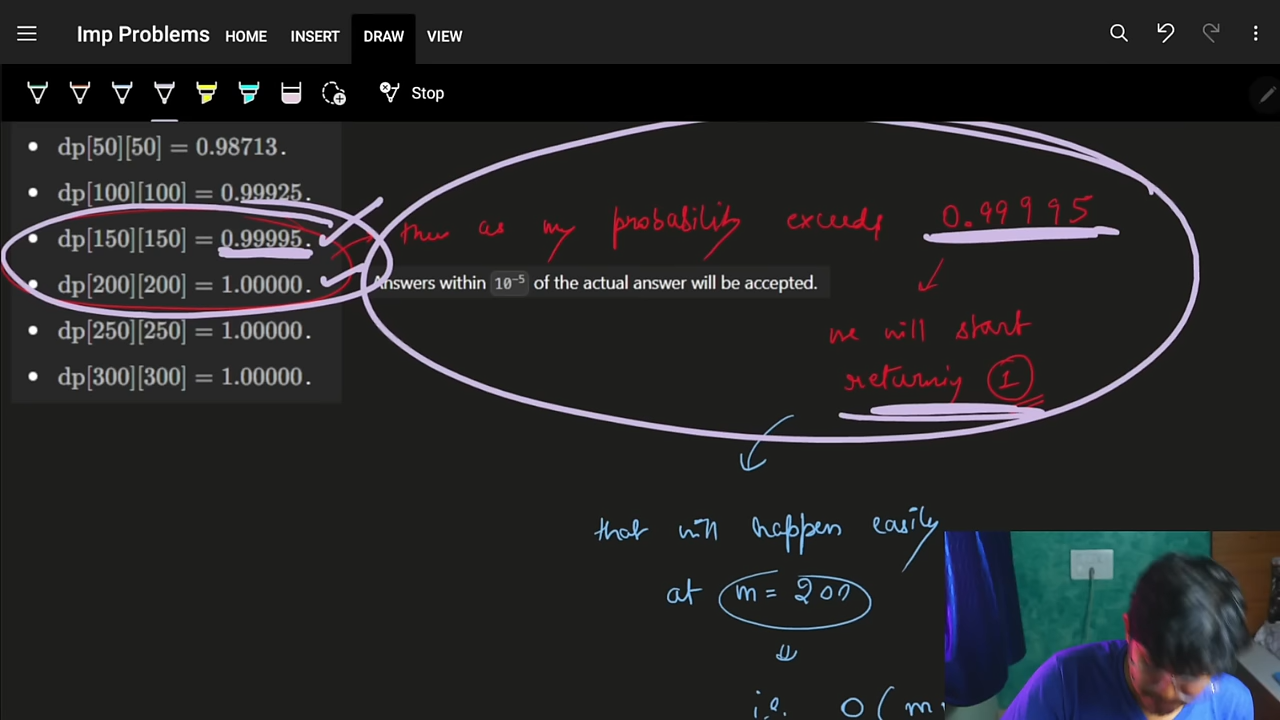 Imp Problems HOME INSERT DRAW VIEW
Stop
dp[50][50] = 0.98713.
dp[100][100] = 0.99925.
dp[150][150] = 0.99995.
dp[200][200] = 1.00000.
dp[250][250] = 1.00000.
dp[300][300] = 1.00000.
as my probability exceeds 0.99995
Answers within 10⁻⁵ of the actual answer will be accepted.
we will start
returning 1
that will happen easily
at m = 200
i.e. O(m